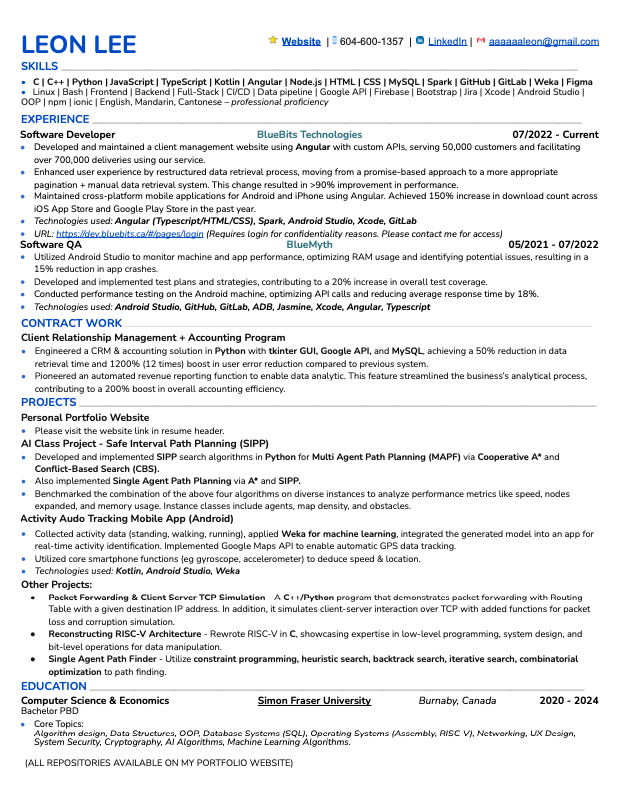 LEON LEE
Website | 604-600-1357 | LinkedIn | aaaaaaleon@gmail.com
SKILLS
• C | C++ | Python | JavaScript | TypeScript | Kotlin | Angular | Node.js | HTML | CSS | MySQL | Spark | GitHub | GitLab | Weka | Figma
• Linux | Bash | Frontend | Backend | Full-Stack | CI/CD | Data pipeline | Google API | Firebase | Bootstrap | Jira | Xcode | Android Studio |
OOP | npm | ionic | English, Mandarin, Cantonese – professional proficiency
EXPERIENCE
Software Developer BlueBits Technologies 07/2022 - Current
• Developed and maintained a client management website using Angular with custom APIs, serving 50,000 customers and facilitating
over 700,000 deliveries using our service.
• Enhanced user experience by restructured data retrieval process, moving from a promise-based approach to a more appropriate
pagination + manual data retrieval system. This change resulted in >90% improvement in performance.
• Maintained cross-platform mobile applications for Android and iPhone using Angular. Achieved 150% increase in download count across
iOS App Store and Google Play Store in the past year.
• Technologies used: Angular (Typescript/HTML/CSS), Spark, Android Studio, Xcode, GitLab
• URL: https://dev.bluebits.ca/#/pages/login (Requires login for confidentiality reasons. Please contact me for access)
Software QA BlueMyth 05/2021 - 07/2022
• Utilized Android Studio to monitor machine and app performance, optimizing RAM usage and identifying potential issues, resulting in a
15% reduction in app crashes.
• Developed and implemented test plans and strategies, contributing to a 20% increase in overall test coverage.
• Conducted performance testing on the Android machine, optimizing API calls and reducing average response time by 18%.
• Technologies used: Android Studio, GitHub, GitLab, ADB, Jasmine, Xcode, Angular, Typescript
CONTRACT WORK
Client Relationship Management + Accounting Program
• Engineered a CRM & accounting solution in Python with tkinter GUI, Google API, and MySQL, achieving a 50% reduction in data
retrieval time and 1200% (12 times) boost in user error reduction compared to previous system.
• Pioneered an automated revenue reporting function to enable data analytic. This feature streamlined the business's analytical process,
contributing to a 200% boost in overall accounting efficiency.
PROJECTS
Personal Portfolio Website
• Please visit the website link in resume header.
AI Class Project - Safe Interval Path Planning (SIPP)
• Developed and implemented SIPP search algorithms in Python for Multi Agent Path Planning (MAPF) via Cooperative A* and
Conflict-Based Search (CBS).
• Also implemented Single Agent Path Planning via A* and SIPP.
• Benchmarked the combination of the above four algorithms on diverse instances to analyze performance metrics like speed, nodes
expanded, and memory usage. Instance classes include agents, map density, and obstacles.
Activity Audo Tracking Mobile App (Android)
• Collected activity data (standing, walking, running), applied Weka for machine learning, integrated the generated model into an app for
real-time activity identification. Implemented Google Maps API to enable automatic GPS data tracking.
• Utilized core smartphone functions (eg gyroscope, accelerometer) to deduce speed & location.
• Technologies used: Kotlin, Android Studio, Weka
Other Projects:
• Packet Forwarding & Client Server TCP Simulation A C++/Python program that demonstrates packet forwarding with Routing
Table with a given destination IP address. In addition, it simulates client-server interaction over TCP with added functions for packet
loss and corruption simulation.
• Reconstructing RISC-V Architecture - Rewrote RISC-V in C, showcasing expertise in low-level programming, system design, and
bit-level operations for data manipulation.
• Single Agent Path Finder - Utilize constraint programming, heuristic search, backtrack search, iterative search, combinatorial
optimization to path finding.
EDUCATION
Computer Science & Economics Simon Fraser University Burnaby, Canada 2020 - 2024
Bachelor PBD
• Core Topics:
Algorithm design, Data Structures, OOP, Database Systems (SQL), Operating Systems (Assembly, RISC V), Networking, UX Design,
System Security, Cryptography, AI Algorithms, Machine Learning Algorithms.
(ALL REPOSITORIES AVAILABLE ON MY PORTFOLIO WEBSITE)